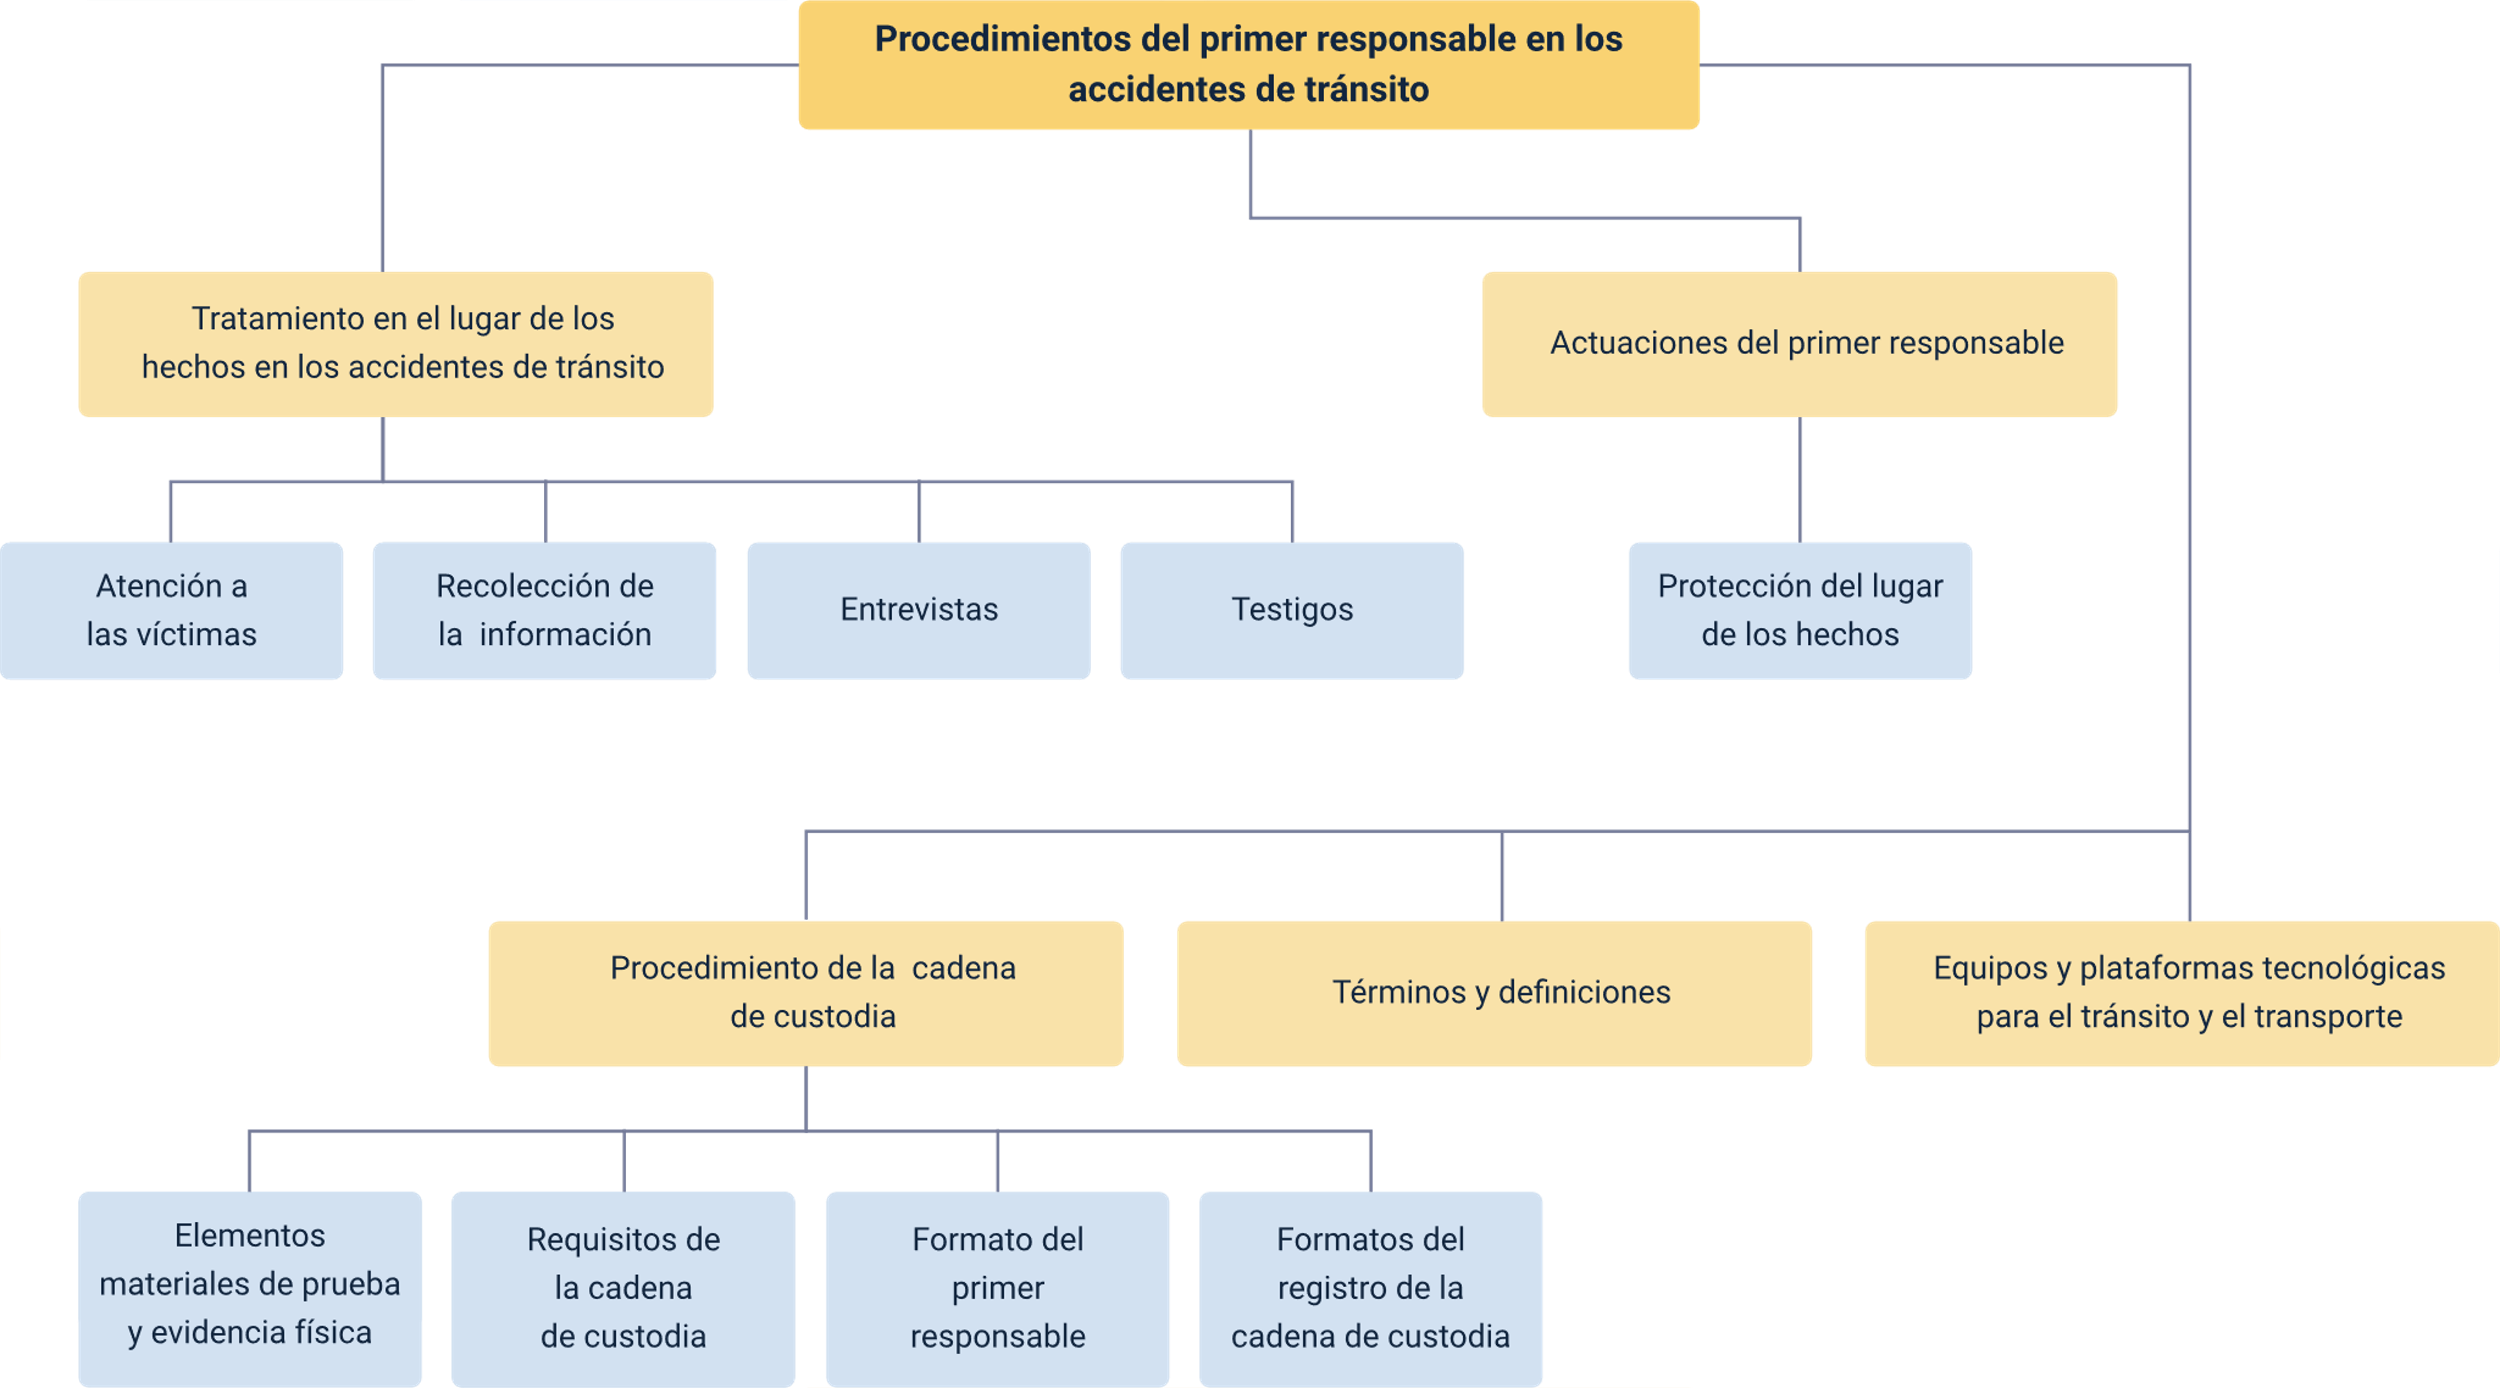 Procedimientos del primer responsable en los
accidentes de tránsito
Tratamiento en el lugar de los
hechos en los accidentes de tránsito
Actuaciones del primer responsable
Atención a
las víctimas
Recolección de
la  información
Entrevistas
Testigos
Protección del lugar
de los hechos
Procedimiento de la  cadena
de custodia
Términos y definiciones
Equipos y plataformas tecnológicas
para el tránsito y el transporte
Elementos
materiales de prueba
y evidencia física
Requisitos de
la cadena
de custodia
Formato del
primer
responsable
Formatos del
registro de la
cadena de custodia